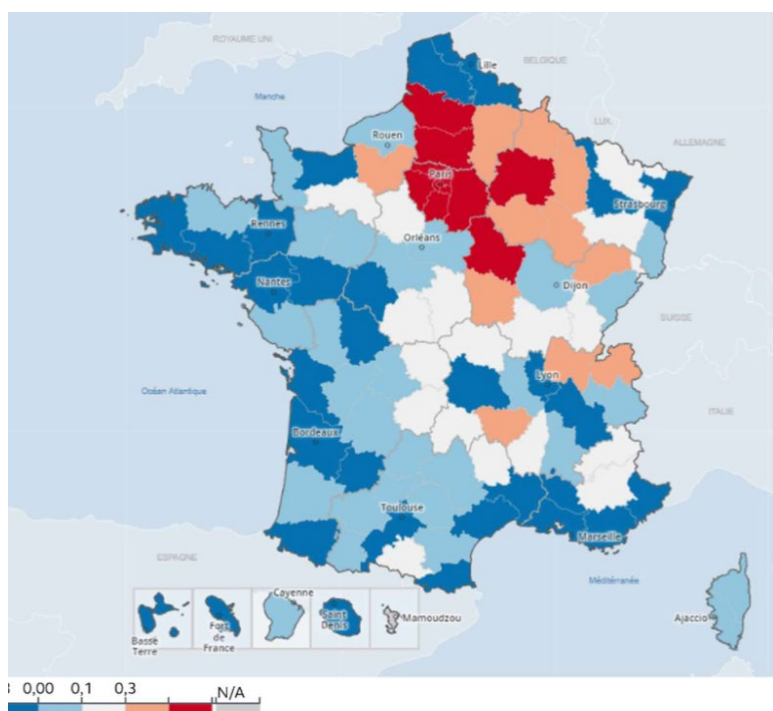 ROYAUME UNI
BELGIQUE
Lille
Manche
LUX.
Rouen
ALLEMAGNE
Paris
Strasbourg
Rennes
Orléans
Nantes
Dijon
SUISSE
Lyon
Océan Atlantique
ITALIE
Bordeaux
Toulouse
Marseille
ESPAGNE
Méditérranée
Cayenne
Mamoudzou
Saint
Denis
Fort
de
France
Basse
Terre
Ajaccio
0,00 0,1 0,3 N/A